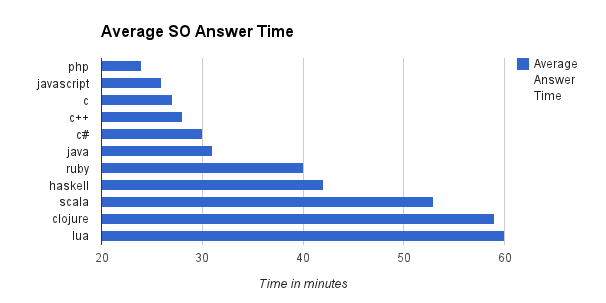 Average SO Answer Time
php
javascript
c
c++
c#
java
ruby
haskell
scala
clojure
lua
20 30 40 50 60
Time in minutes
Average
Answer
Time